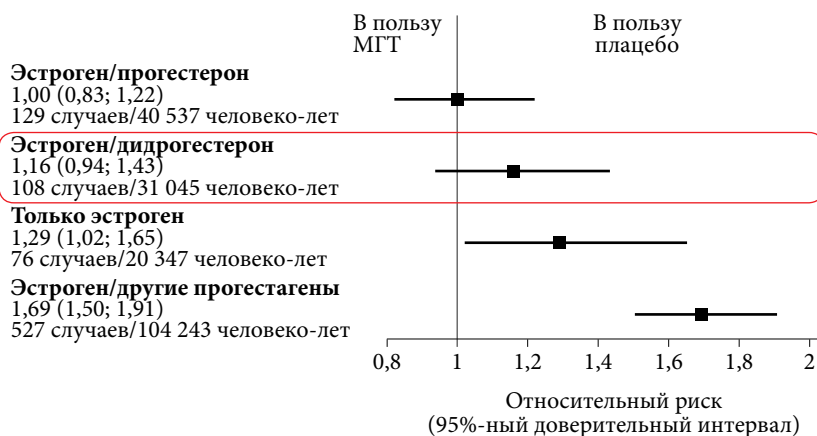 В пользу
МГТ
В пользу
плацебо
Эстроген/прогестерон
1,00 (0,83; 1,22)
129 случаев/40 537 человеко-лет
Эстроген/дидрогестерон
1,16 (0,94; 1,43)
108 случаев/31 045 человеко-лет
Только эстроген
1,29 (1,02; 1,65)
76 случаев/20 347 человеко-лет
Эстроген/другие прогестагены
1,69 (1,50; 1,91)
527 случаев/104 243 человеко-лет
0,8 1 1,2 1,4 1,6 1,8 2
Относительный риск
(95%-ный доверительный интервал)